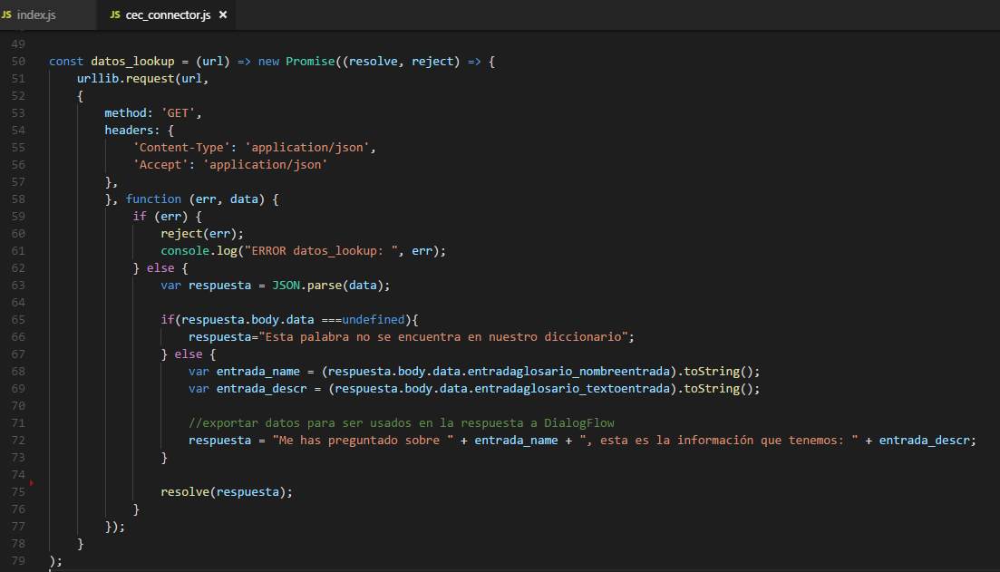 JS index.js JS cec_connector.js ×
49
50 const datos_lookup = (url) => new Promise((resolve, reject) => {
51 urllib.request(url,
52 {
53 method: 'GET',
54 headers: {
55 'Content-Type': 'application/json',
56 'Accept': 'application/json'
57 },
58 }, function (err, data) {
59 if (err) {
60 reject(err);
61 console.log("ERROR datos_lookup: ", err);
62 } else {
63 var respuesta = JSON.parse(data);
64
65 if(respuesta.body.data ===undefined){
66 respuesta="Esta palabra no se encuentra en nuestro diccionario";
67 } else {
68 var entrada_name = (respuesta.body.data.entradaglosario_nombreentrada).toString();
69 var entrada_descr = (respuesta.body.data.entradaglosario_textoentrada).toString();
70
71 //exportar datos para ser usados en la respuesta a DialogFlow
72 respuesta = "Me has preguntado sobre " + entrada_name + ", esta es la información que tenemos: " + entrada_descr;
73 }
74
75 resolve(respuesta);
76 }
77 });
78 }
79 );